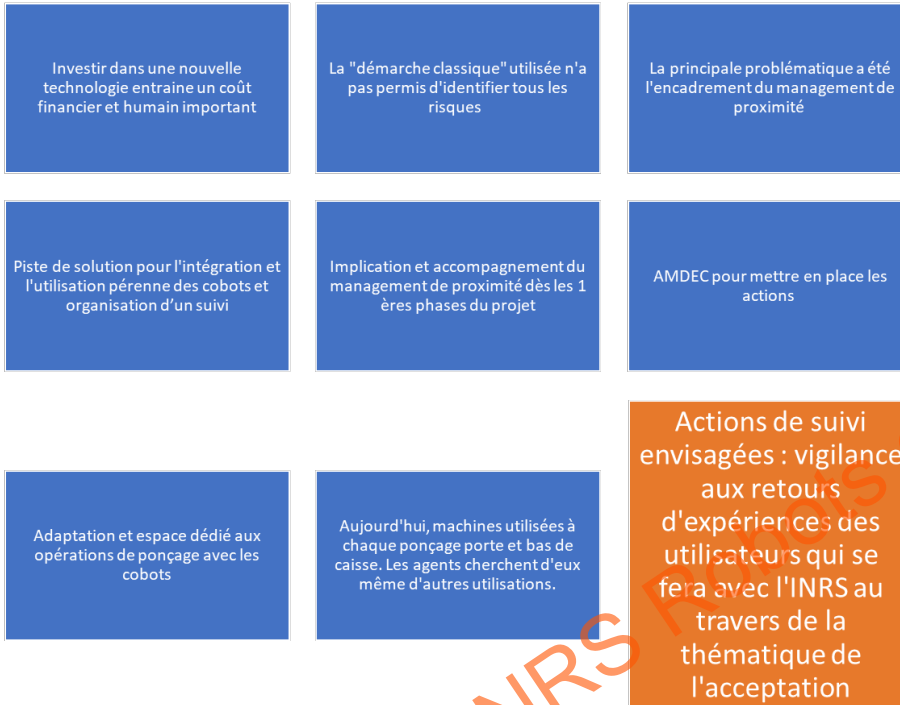 Investir dans une nouvelle
technologie entraine un coût
financier et humain important
La "démarche classique" utilisée n'a
pas permis d'identifier tous les
risques
La principale problématique a été
l'encadrement du management de
proximité
Piste de solution pour l'intégration et
l'utilisation pérenne des cobots et
organisation d'un suivi
Implication et accompagnement du
management de proximité dès les 1
ères phases du projet
AMDEC pour mettre en place les
actions
Adaptation et espace dédié aux
opérations de ponçage avec les
cobots
Aujourd'hui, machines utilisées à
chaque ponçage porte et bas de
caisse. Les agents cherchent d'eux
même d'autres utilisations.
Actions de suivi
envisagées : vigilance
aux retours
d'expériences des
utilisateurs qui se
fera avec l'INRS au
travers de la
thématique de
l'acceptation
INRS Robots